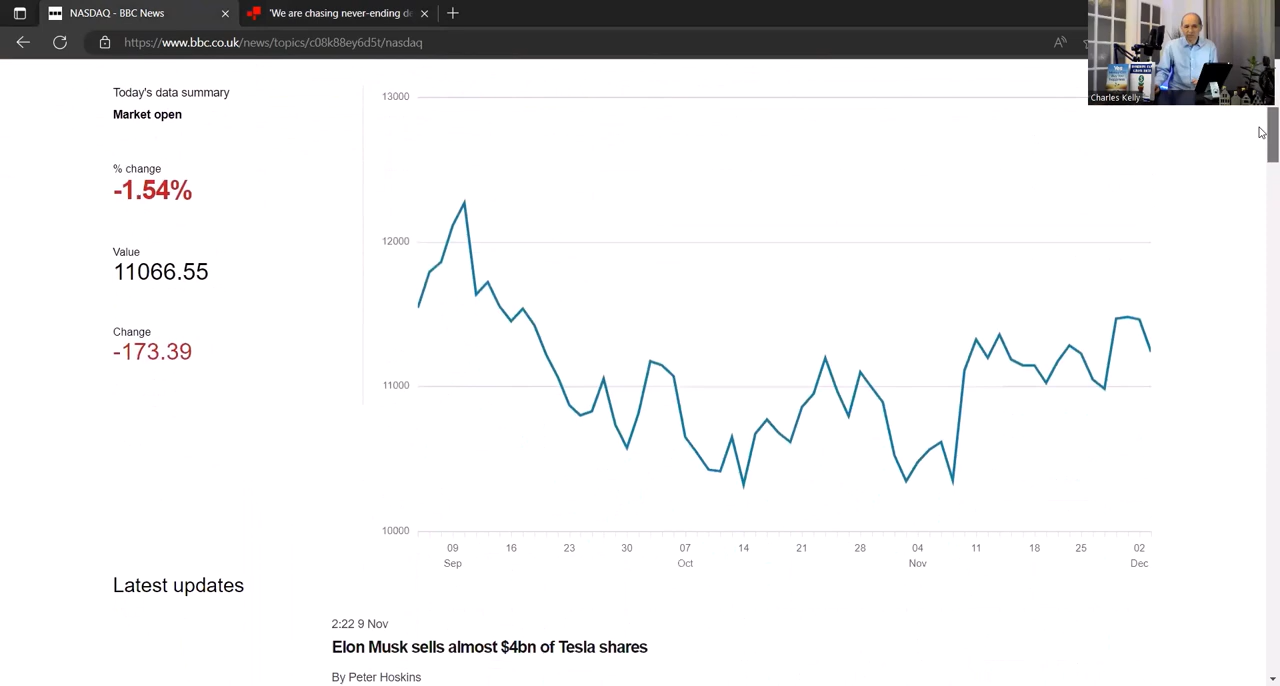 NASDAQ - BBC News
'We are chasing never-ending de
https://www.bbc.co.uk/news/topics/c08k88ey6d5t/nasdaq
Charles Kelly
Today's data summary
Market open
% change
-1.54%
Value
11066.55
Change
-173.39
13000
12000
11000
10000
09 16 23 30 07 14 21 28 04 11 18 25 02
Sep Oct Nov Dec
Latest updates
2:22 9 Nov
Elon Musk sells almost $4bn of Tesla shares
By Peter Hoskins